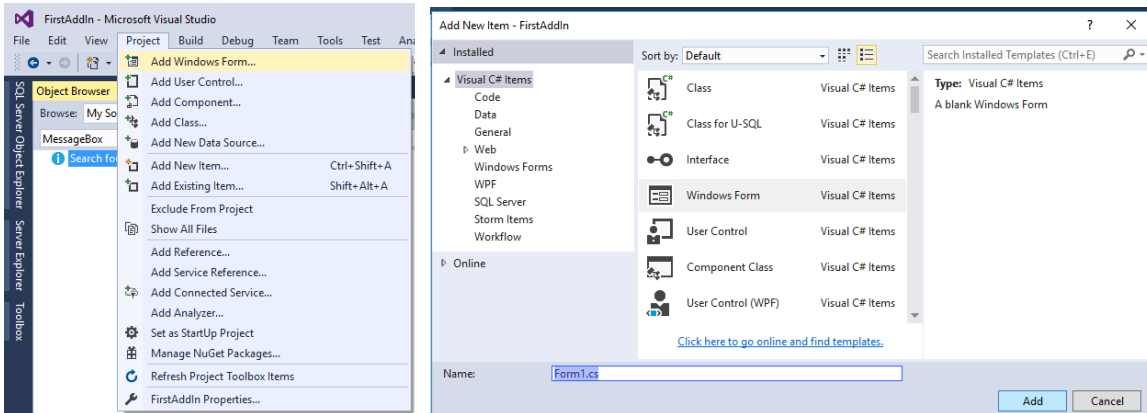 FirstAddIn - Microsoft Visual Studio
File Edit View Project Build Debug Team Tools Test Ana
SQL Server Object Explorer
Server Explorer
Toolbox
Object Browser
Browse: My So
MessageBox
Search fo
Add Windows Form...
Add User Control...
Add Component...
Add Class...
Add New Data Source...
Add New Item... Ctrl+Shift+A
Add Existing Item... Shift+Alt+A
Exclude From Project
Show All Files
Add Reference...
Add Service Reference...
Add Connected Service...
Add Analyzer...
Set as StartUp Project
Manage NuGet Packages...
Refresh Project Toolbox Items
FirstAddIn Properties...
Add New Item - FirstAddIn
? ×
Installed
Sort by: Default
Search Installed Templates (Ctrl+E)
Visual C# Items
Code
Data
General
Web
Windows Forms
WPF
SQL Server
Storm Items
Workflow
Online
C# Class Visual C# Items
C# Class for U-SQL Visual C# Items
Interface Visual C# Items
Windows Form Visual C# Items
User Control Visual C# Items
Component Class Visual C# Items
User Control (WPF) Visual C# Items
Click here to go online and find templates.
Type: Visual C# Items
A blank Windows Form
Name: Form1.cs
Add Cancel